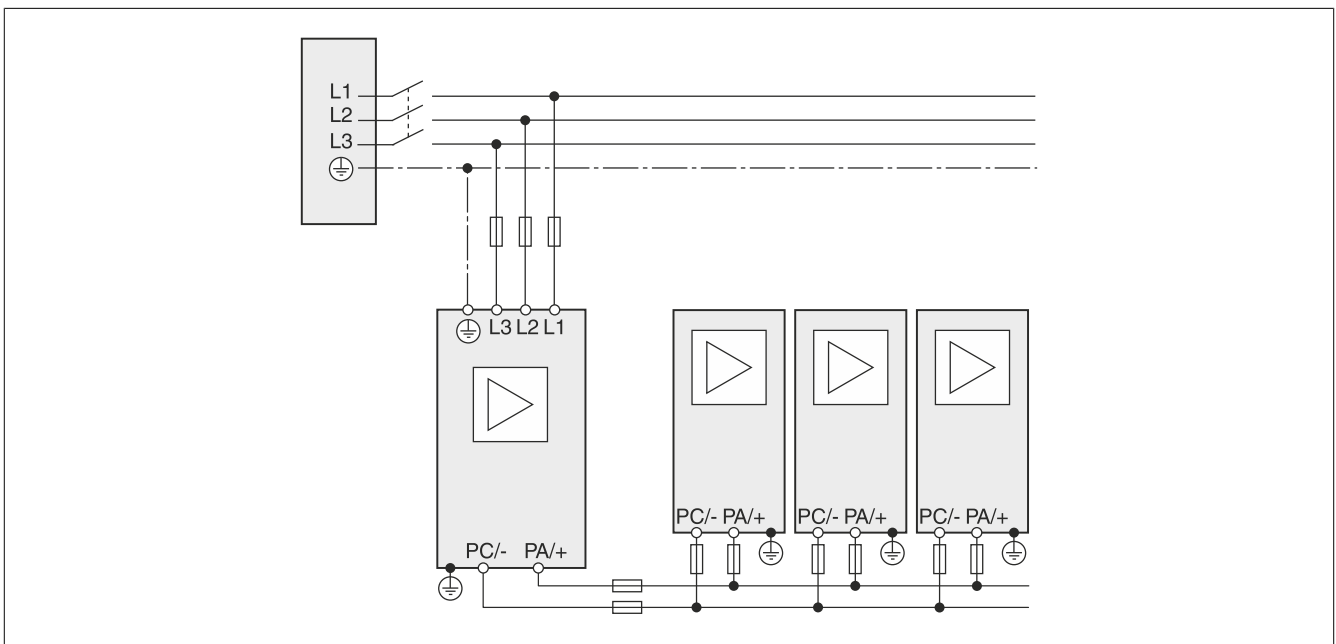 L1
L2
L3
L3 L2 L1
PC/- PA/+
PC/- PA/+
PC/- PA/+
PC/- PA/+